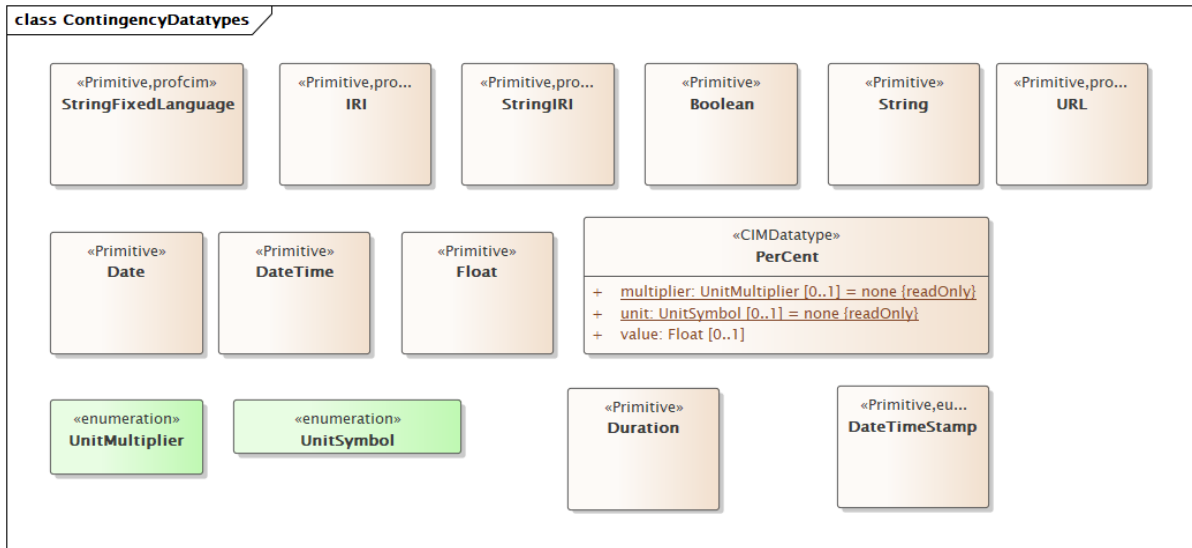 class ContingencyDatatypes
«Primitive,profcim»
StringFixedLanguage
«Primitive,pro...
IRI
«Primitive,pro...
StringIRI
«Primitive»
Boolean
«Primitive»
String
«Primitive,pro...
URL
«Primitive»
Date
«Primitive»
DateTime
«Primitive»
Float
«CIMDatatype»
PerCent
+ multiplier: UnitMultiplier [0..1] = none {readOnly}
+ unit: UnitSymbol [0..1] = none {readOnly}
+ value: Float [0..1]
«enumeration»
UnitMultiplier
«enumeration»
UnitSymbol
«Primitive»
Duration
«Primitive,eu...
DateTimeStamp